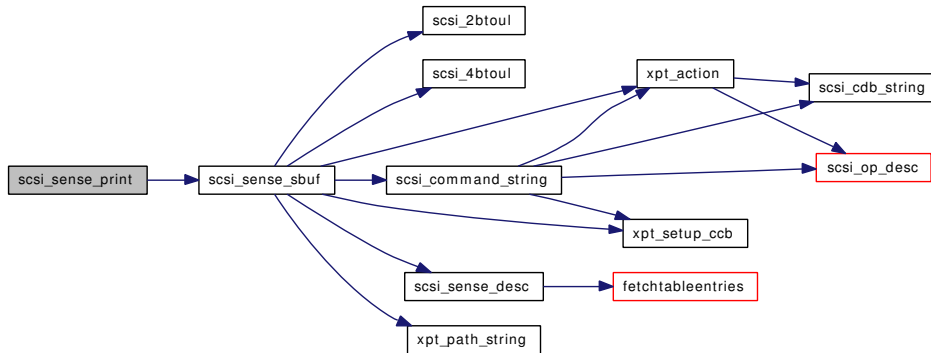 scsi_2btoul
scsi_4btoul
xpt_action
scsi_cdb_string
scsi_sense_print
scsi_sense_sbuf
scsi_command_string
scsi_op_desc
xpt_setup_ccb
scsi_sense_desc
fetchtableentries
xpt_path_string